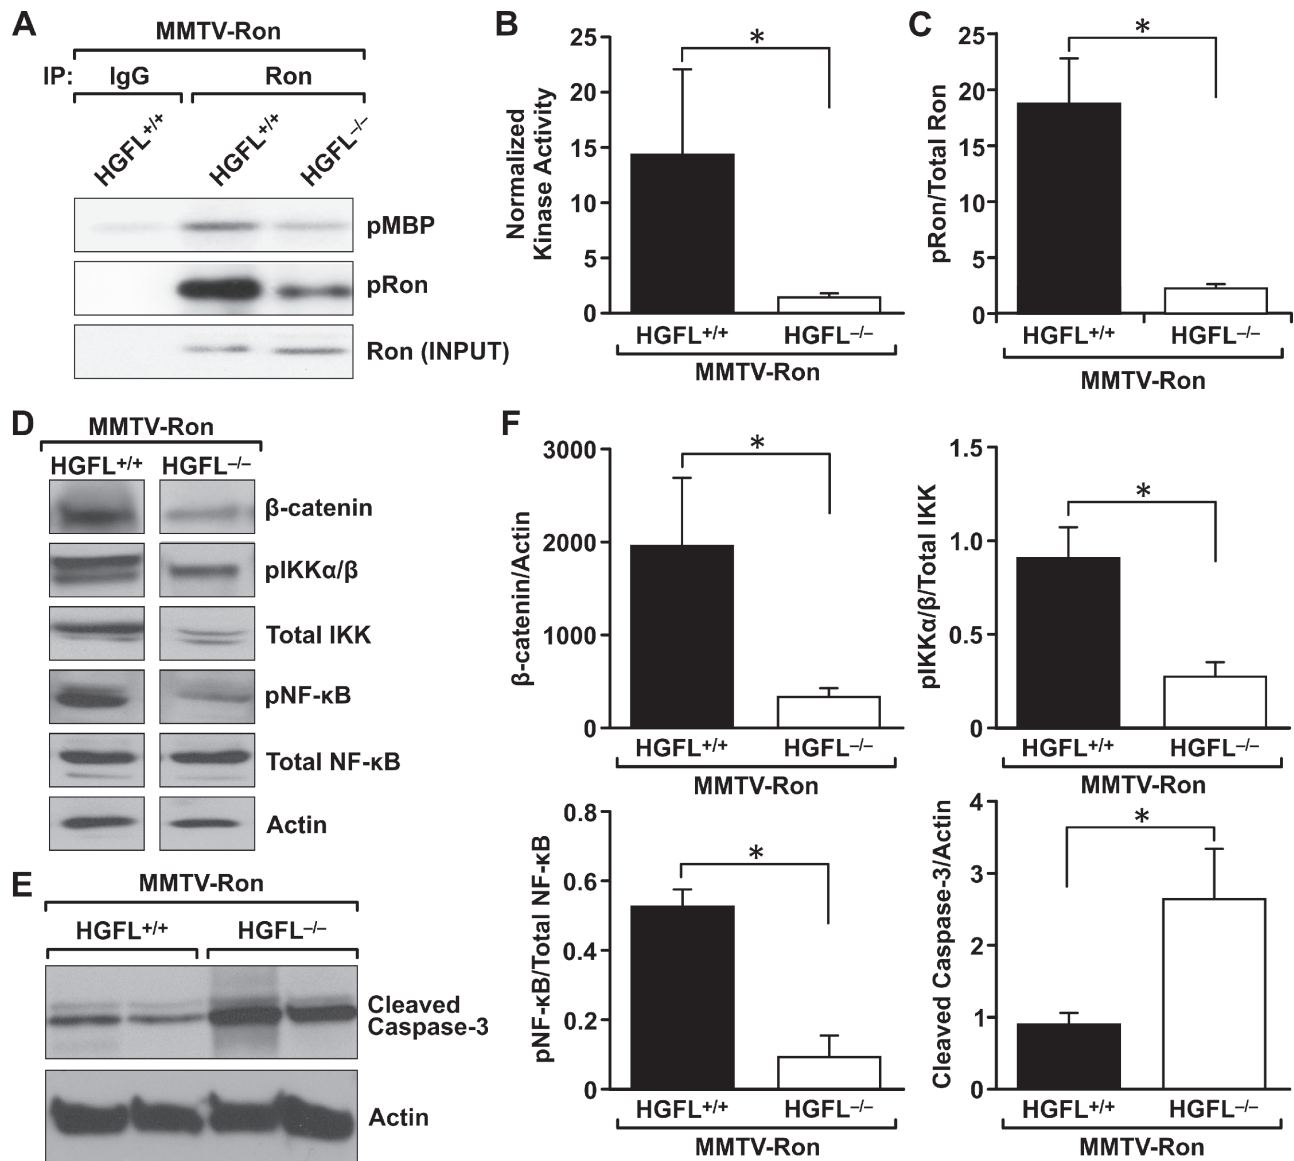 A
MMTV-Ron
IP: IgG Ron
HGFL+/+ HGFL–/– HGFL+/+
pMBP
pRon
Ron (INPUT)
B
Normalized
Kinase Activity
25
20
15
10
5
0
*
HGFL+/+ HGFL–/–
MMTV-Ron
C
pRon/Total Ron
25
20
15
10
5
0
*
HGFL+/+ HGFL–/–
MMTV-Ron
D
MMTV-Ron
HGFL+/+ HGFL–/–
β-catenin
pIKKα/β
Total IKK
pNF-κB
Total NF-κB
Actin
E
MMTV-Ron
HGFL+/+ HGFL–/–
Cleaved
Caspase-3
Actin
F
β-catenin/Actin
3000
2000
1000
0
*
HGFL+/+ HGFL–/–
MMTV-Ron
pIKKα/β/Total IKK
1.5
1.0
0.5
0
*
HGFL+/+ HGFL–/–
MMTV-Ron
pNF-κB/Total NF-κB
0.8
0.6
0.4
0.2
0
*
HGFL+/+ HGFL–/–
MMTV-Ron
Cleaved Caspase-3/Actin
4
3
2
1
0
*
HGFL+/+ HGFL–/–
MMTV-Ron